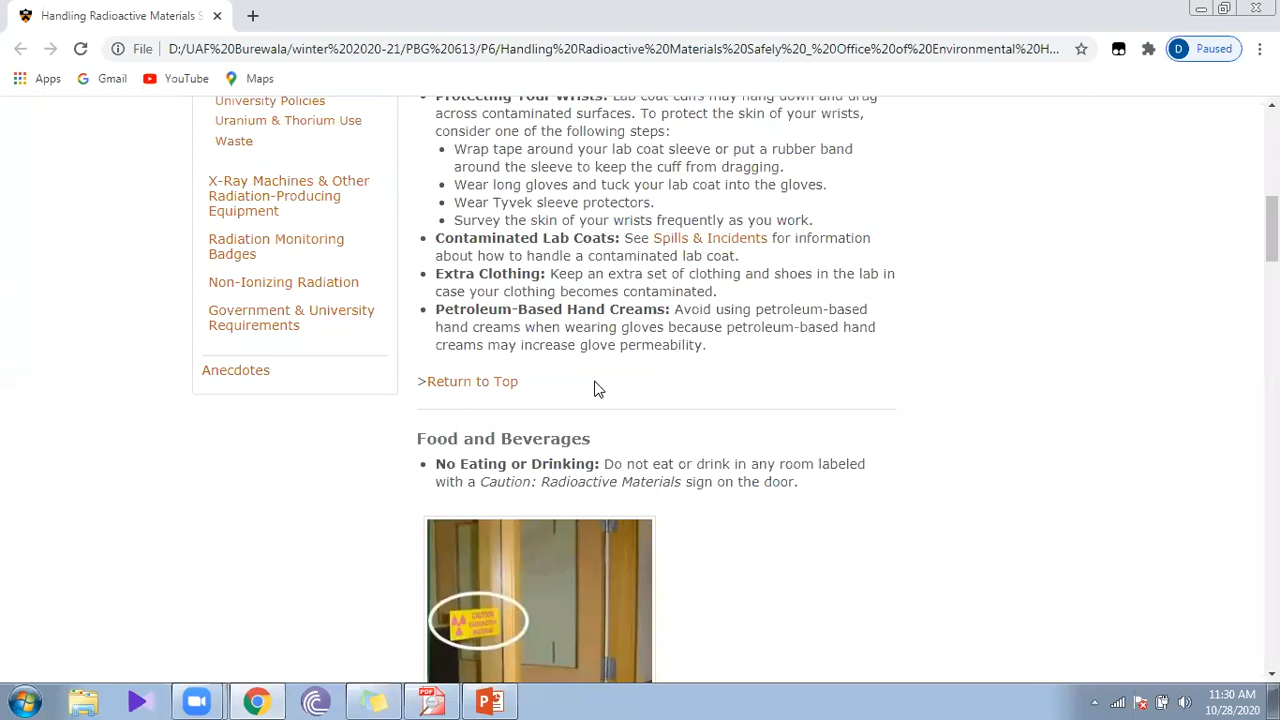 Handling Radioactive Materials S
File D:/UAF%20Burewala/winter%202020-21/PBG%20613/P6/Handling%20Radioactive%20Materials%20Safely%20_%20Office%20of%20Environmental%20H...
D Paused
Apps Gmail YouTube Maps
University Policies
Uranium & Thorium Use
Waste
X-Ray Machines & Other
Radiation-Producing
Equipment
Radiation Monitoring
Badges
Non-Ionizing Radiation
Government & University
Requirements
Anecdotes
• Protecting Your Wrists: Lab coat cuffs may hang down and drag
across contaminated surfaces. To protect the skin of your wrists,
consider one of the following steps:
• Wrap tape around your lab coat sleeve or put a rubber band
around the sleeve to keep the cuff from dragging.
• Wear long gloves and tuck your lab coat into the gloves.
• Wear Tyvek sleeve protectors.
• Survey the skin of your wrists frequently as you work.
• Contaminated Lab Coats: See Spills & Incidents for information
about how to handle a contaminated lab coat.
• Extra Clothing: Keep an extra set of clothing and shoes in the lab in
case your clothing becomes contaminated.
• Petroleum-Based Hand Creams: Avoid using petroleum-based
hand creams when wearing gloves because petroleum-based hand
creams may increase glove permeability.
>Return to Top
Food and Beverages
• No Eating or Drinking: Do not eat or drink in any room labeled
with a Caution: Radioactive Materials sign on the door.
CAUTION
RADIOACTIVE
MATERIAL
PDF
11:30 AM
10/28/2020